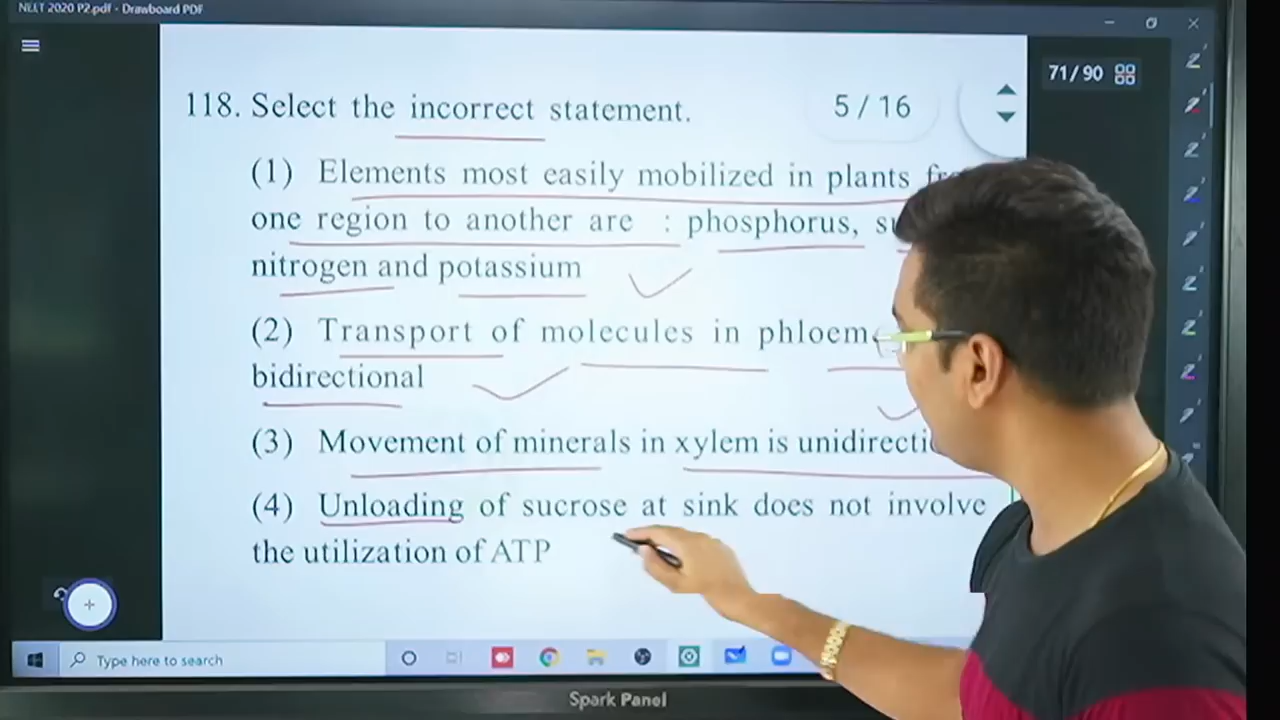 NEET 2020 P2.pdf - Drawboard PDF
71/90
118. Select the incorrect statement.
5 / 16
(1) Elements most easily mobilized in plants
one region to another are : phosphorus,
nitrogen and potassium
(2) Transport of molecules in phloem
bidirectional
(3) Movement of minerals in xylem is
(4) Unloading of sucrose at sink does not involve
the utilization of ATP
Type here to search
Spark Panel